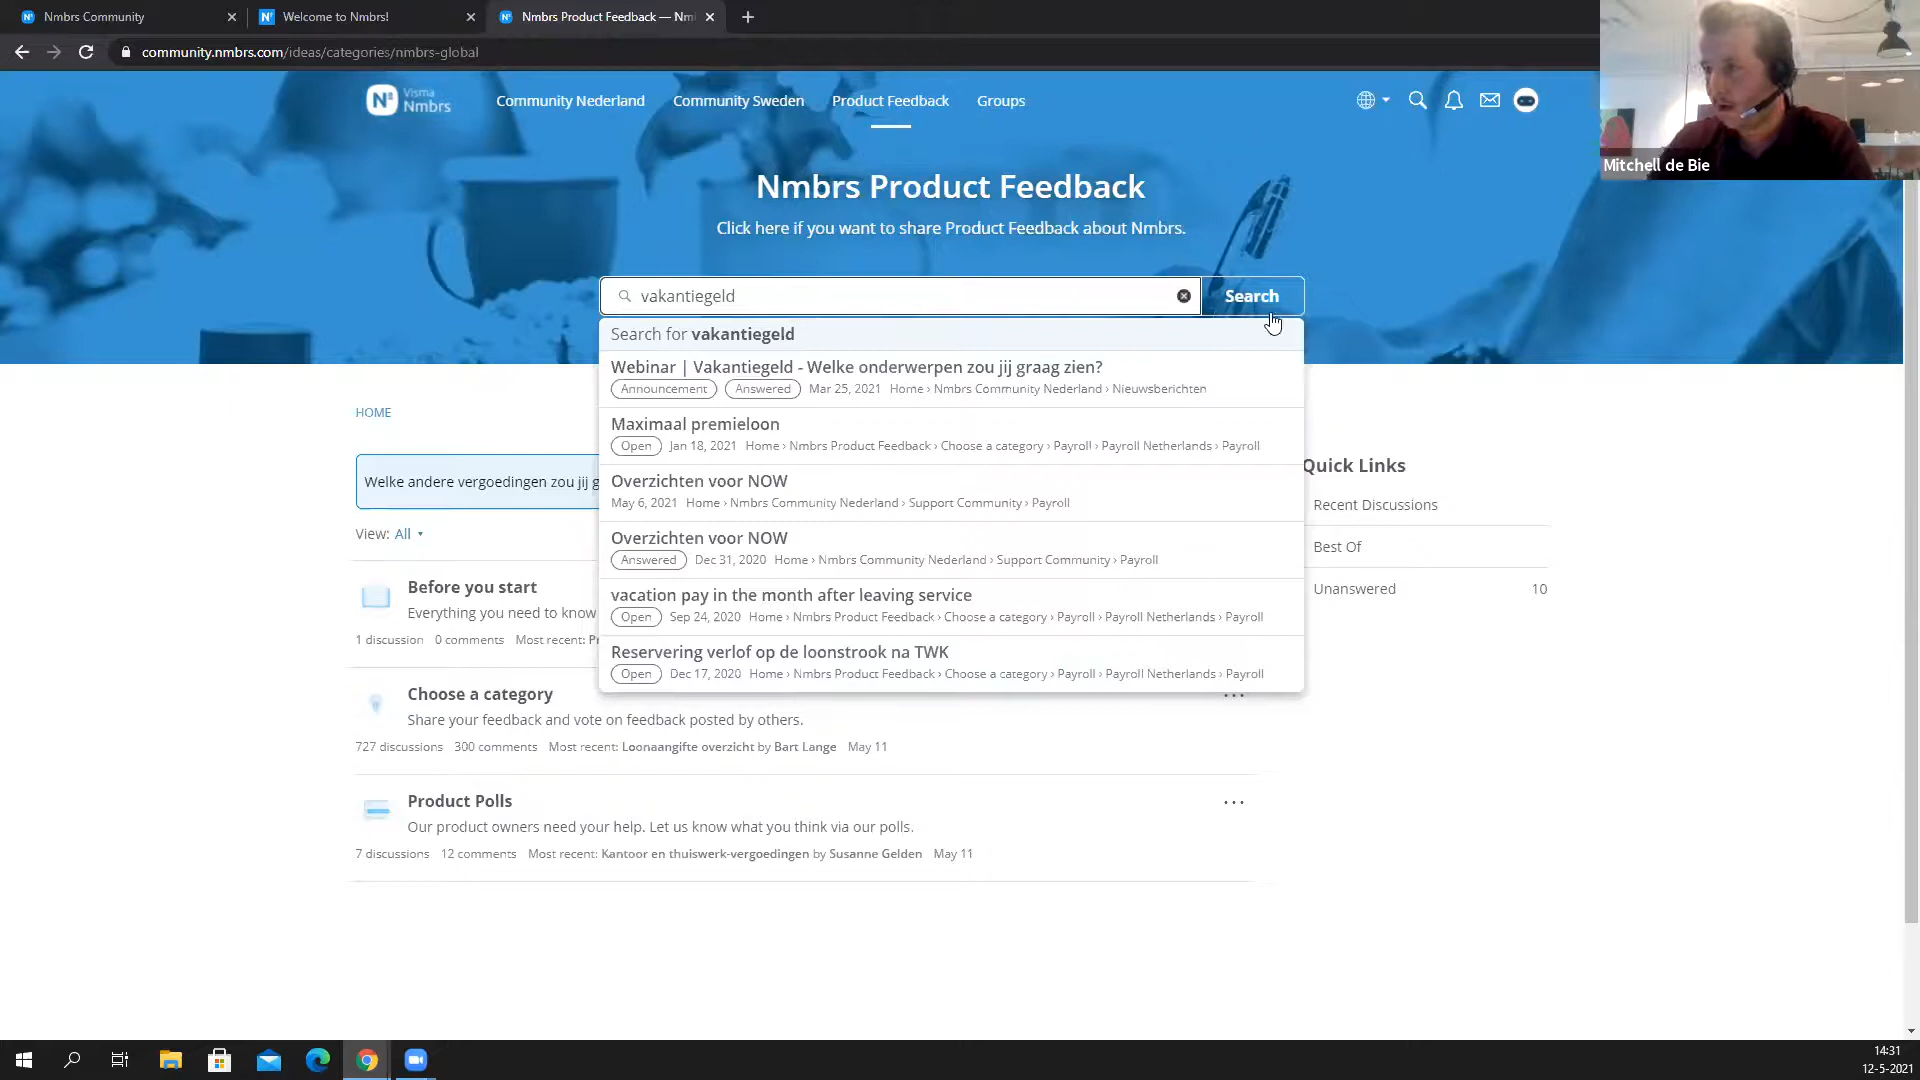 Nmbrs Community
Welcome to Nmbrs!
Nmbrs Product Feedback — Nm
community.nmbrs.com/ideas/categories/nmbrs-global
Visma Nmbrs
Community Nederland
Community Sweden
Product Feedback
Groups
Mitchell de Bie
Nmbrs Product Feedback
Click here if you want to share Product Feedback about Nmbrs.
vakantiegeld
Search
Search for vakantiegeld
Webinar | Vakantiegeld - Welke onderwerpen zou jij graag zien?
Announcement Answered Mar 25, 2021 Home › Nmbrs Community Nederland › Nieuwsberichten
Maximaal premieloon
Open Jan 18, 2021 Home › Nmbrs Product Feedback › Choose a category › Payroll › Payroll Netherlands › Payroll
Overzichten voor NOW
May 6, 2021 Home › Nmbrs Community Nederland › Support Community › Payroll
Overzichten voor NOW
Answered Dec 31, 2020 Home › Nmbrs Community Nederland › Support Community › Payroll
vacation pay in the month after leaving service
Open Sep 24, 2020 Home › Nmbrs Product Feedback › Choose a category › Payroll › Payroll Netherlands › Payroll
Reservering verlof op de loonstrook na TWK
Open Dec 17, 2020 Home › Nmbrs Product Feedback › Choose a category › Payroll › Payroll Netherlands › Payroll
HOME
Welke andere vergoedingen zou jij g
View: All
Before you start
Everything you need to know
1 discussion 0 comments Most recent: Pr
Choose a category
Share your feedback and vote on feedback posted by others.
727 discussions 300 comments Most recent: Loonaangifte overzicht by Bart Lange May 11
Product Polls
Our product owners need your help. Let us know what you think via our polls.
7 discussions 12 comments Most recent: Kantoor en thuiswerk-vergoedingen by Susanne Gelden May 11
Quick Links
Recent Discussions
Best Of
Unanswered 10
14:31
12-5-2021